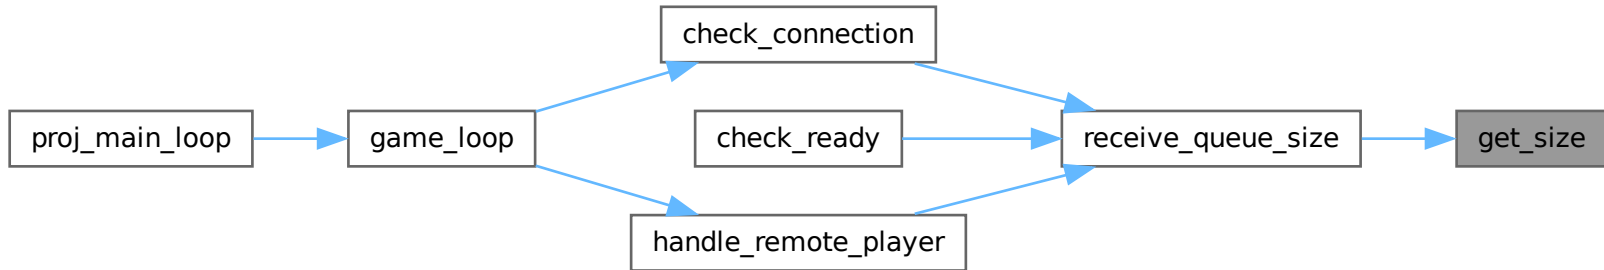 check_connection
proj_main_loop
game_loop
check_ready
receive_queue_size
get_size
handle_remote_player